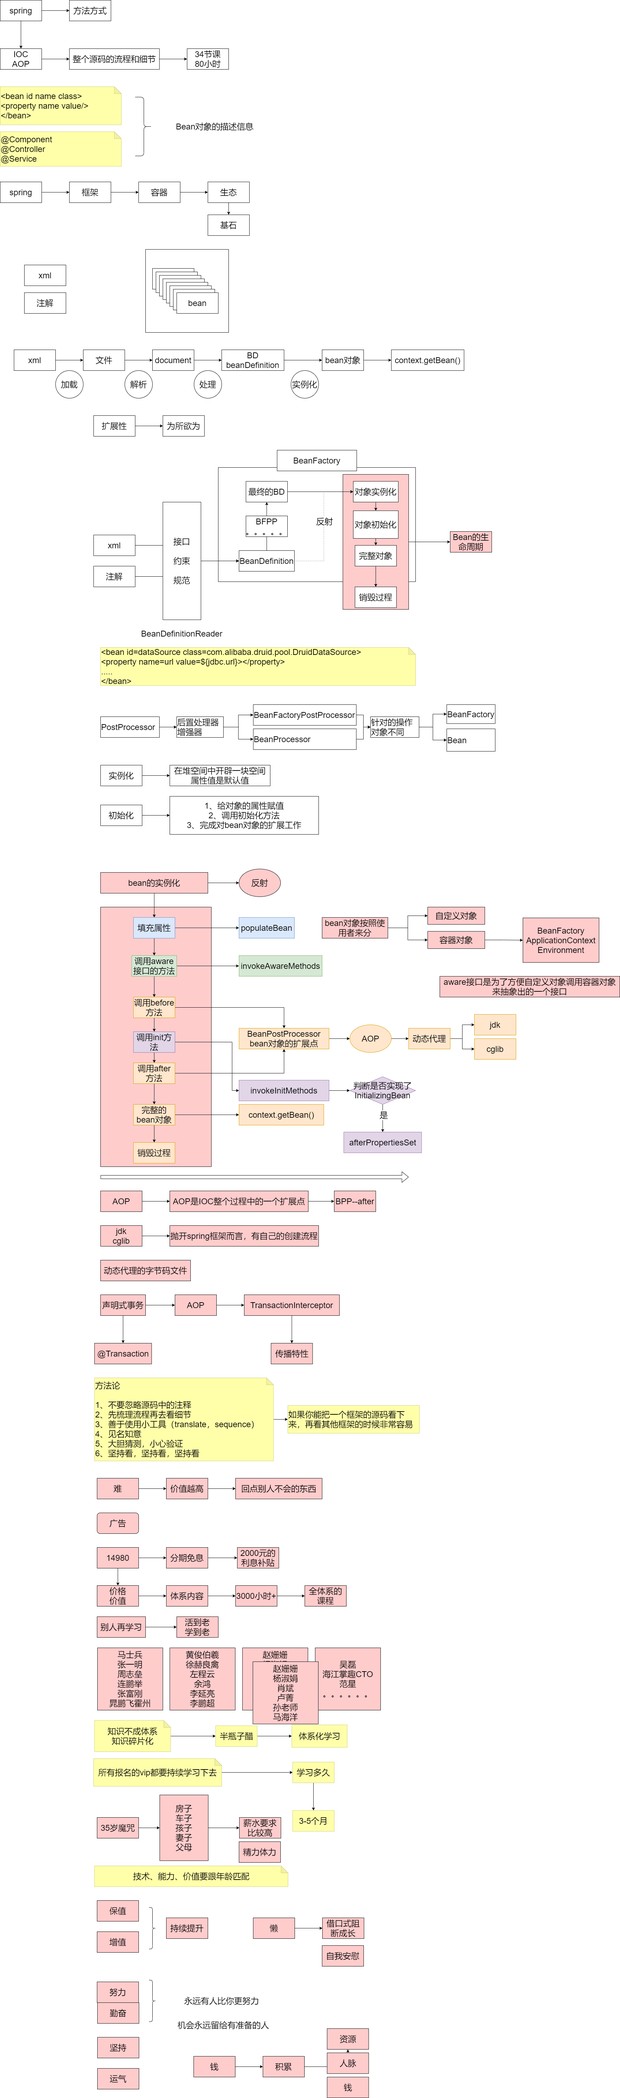 spring
方法方式
IOC
AOP
整个源码的流程和细节
34节课
80小时
<bean id name class>
<property name value/>
</bean>
Bean对象的描述信息
@Component
@Controller
@Service
spring
框架
容器
生态
基石
xml
注解
bean
xml
文件
document
BD
beanDefinition
bean对象
context.getBean()
加载
解析
处理
实例化
扩展性
为所欲为
BeanFactory
最终的BD
对象实例化
BFPP
反射
对象初始化
xml
接口
约束
规范
BeanDefinition
完整对象
Bean的生
命周期
注解
销毁过程
BeanDefinitionReader
<bean id=dataSource class=com.alibaba.druid.pool.DruidDataSource>
<property name=url value=${jdbc.url}></property>
.....
</bean>
PostProcessor
后置处理器
增强器
BeanFactoryPostProcessor
BeanProcessor
针对的操作
对象不同
BeanFactory
Bean
实例化
在堆空间中开辟一块空间
属性值是默认值
初始化
1、给对象的属性赋值
2、调用初始化方法
3、完成对bean对象的扩展工作
bean的实例化
反射
填充属性
populateBean
bean对象按照使
用者来分
自定义对象
容器对象
BeanFactory
ApplicationContext
Environment
调用aware
接口的方法
invokeAwareMethods
aware接口是为了方便自定义对象调用容器对象
来抽象出的一个接口
调用before
方法
调用init方
法
BeanPostProcessor
bean对象的扩展点
AOP
动态代理
jdk
cglib
调用after
方法
invokeInitMethods
判断是否实现了
InitializingBean
是
完整的
bean对象
context.getBean()
afterPropertiesSet
销毁过程
AOP
AOP是IOC整个过程中的一个扩展点
BPP--after
jdk
cglib
抛开spring框架而言，有自己的创建流程
动态代理的字节码文件
声明式事务
AOP
TransactionInterceptor
@Transaction
传播特性
方法论
1、不要忽略源码中的注释
2、先梳理流程再去看细节
3、善于使用小工具（translate，sequence）
4、见名知意
5、大胆猜测，小心验证
6、坚持看，坚持看，坚持看
如果你能把一个框架的源码看下
来，再看其他框架的时候非常容易
难
价值越高
回点别人不会的东西
广告
14980
分期免息
2000元的
利息补贴
价格
价值
体系内容
3000小时+
全体系的
课程
别人再学习
活到老
学到老
马士兵
张一明
周志垒
连鹏举
张富刚
晁鹏飞霍州
黄俊伯羲
徐赫良禽
左程云
余鸿
李延亮
李鹏超
赵姗姗
赵姗姗
杨淑娟
肖斌
卢菁
孙老师
马海洋
吴磊
海江掌趣CTO
范星
。。。。。。
知识不成体系
知识碎片化
半瓶子醋
体系化学习
所有报名的vip都要持续学习下去
学习多久
3-5个月
35岁魔咒
房子
车子
孩子
妻子
父母
薪水要求
比较高
精力体力
技术、能力、价值要跟年龄匹配
保值
增值
持续提升
懒
借口式阻
断成长
自我安慰
努力
勤奋
永远有人比你更努力
机会永远留给有准备的人
坚持
运气
钱
积累
资源
人脉
钱